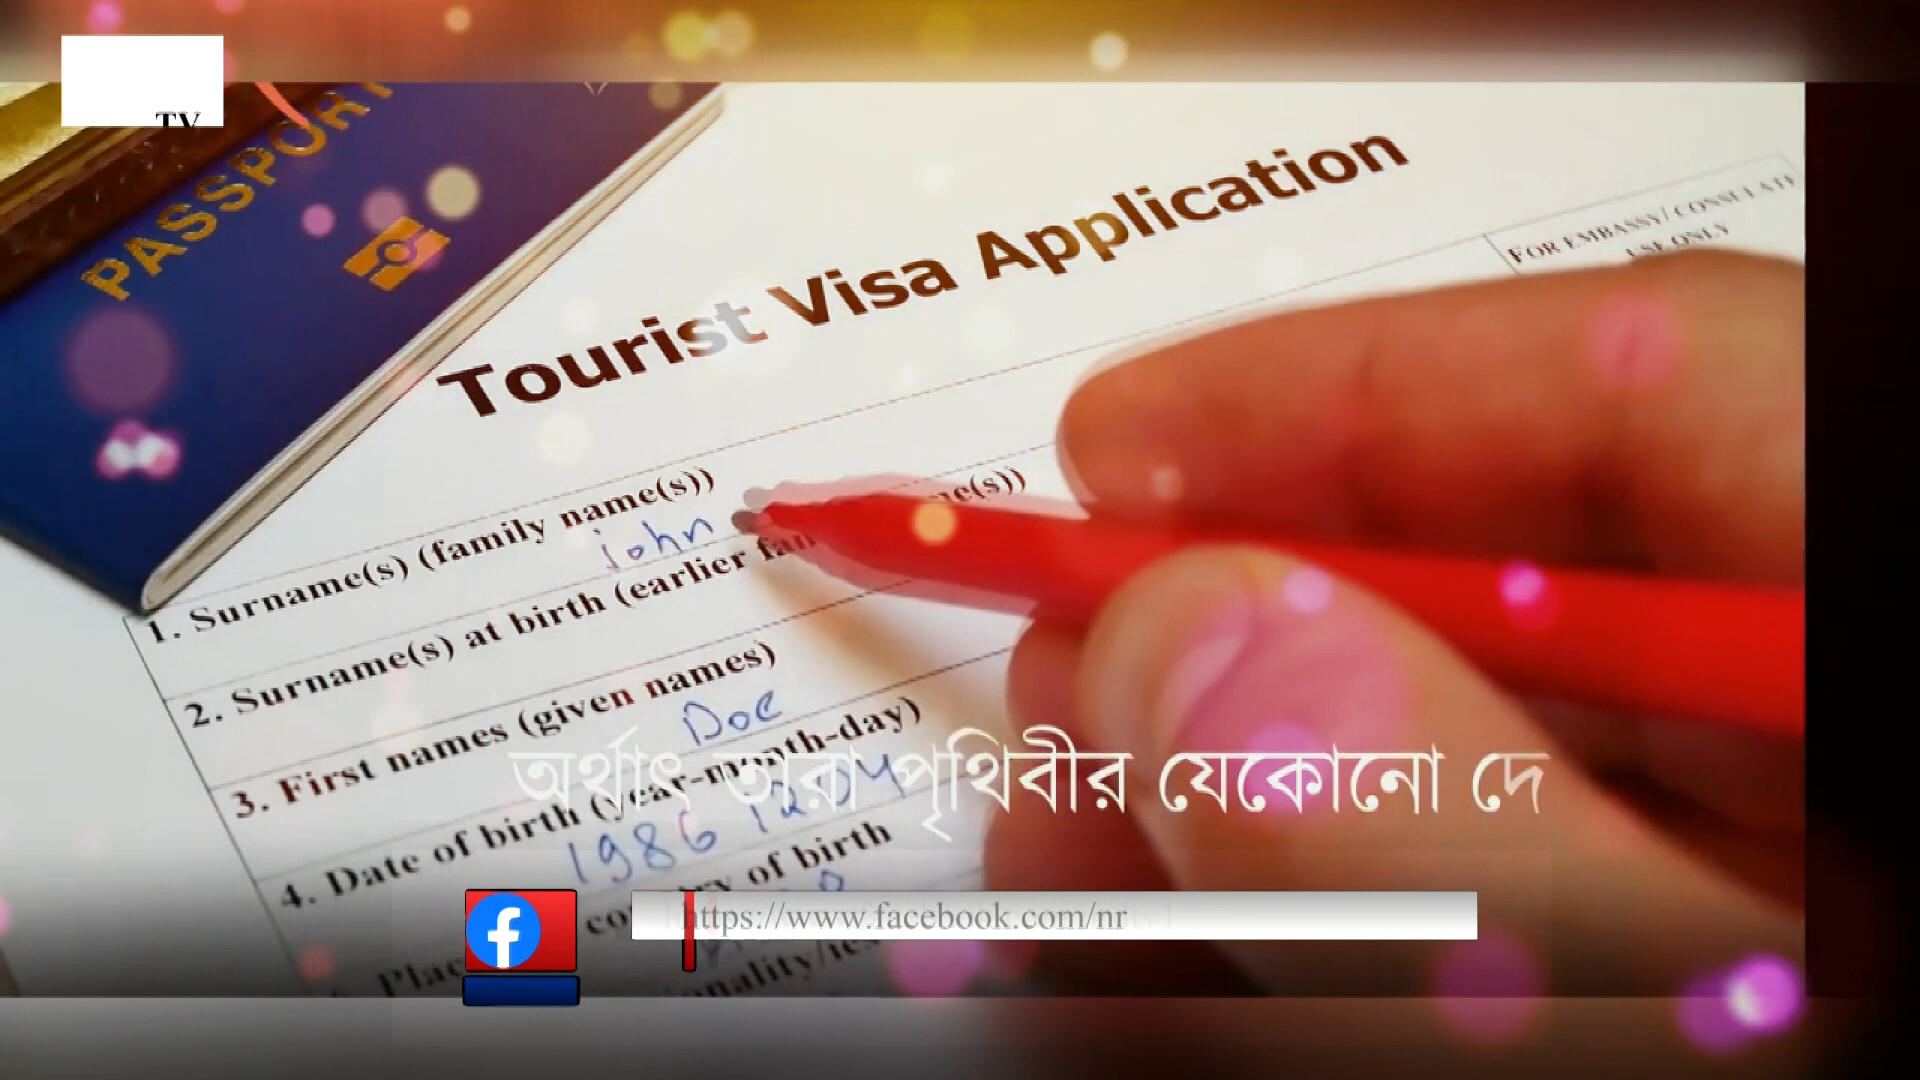 TV
PASSPORT
Tourist Visa Application
FOR EMBASSY/ CONSULATE
USE ONLY
1. Surname(s) (family name(s))
john
2. Surname(s) at birth (earlier fam
3. First names (given names)
Doe
4. Date of birth (year-month-day)
1986 1204
of birth
অর্থাৎ তারা পৃথিবীর যেকোনো দে
https://www.facebook.com/nr